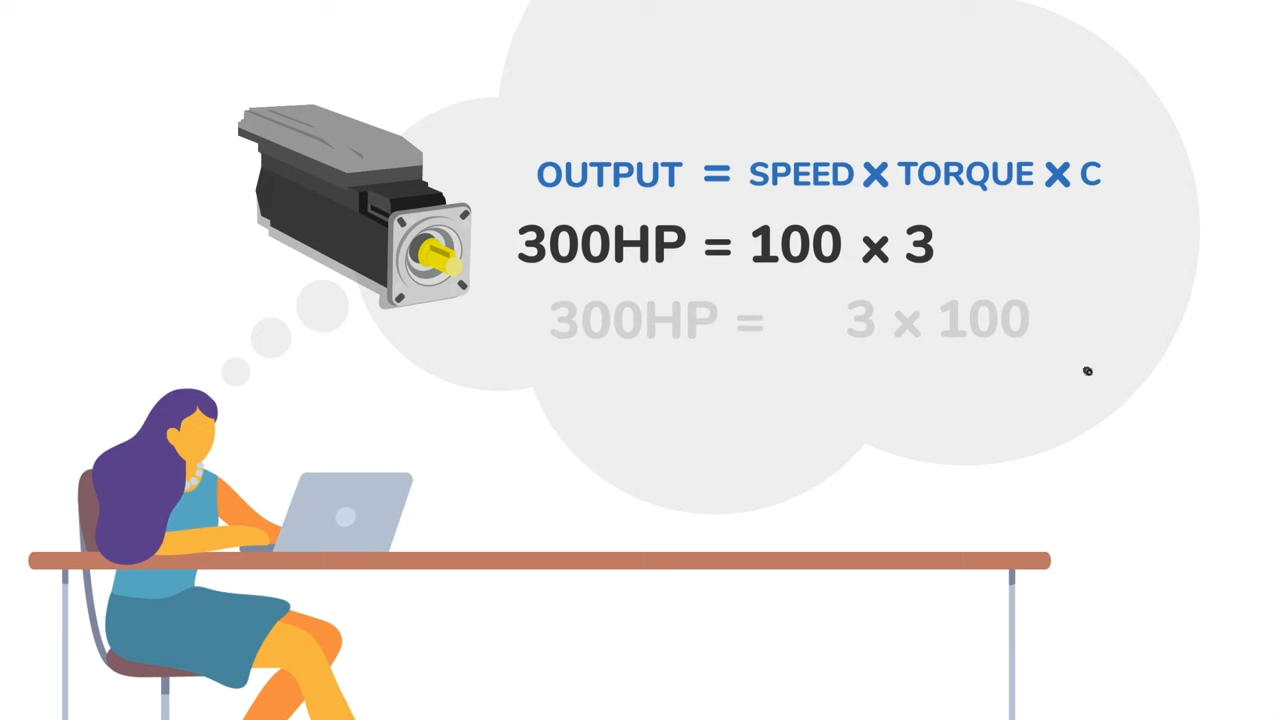 OUTPUT = SPEED x TORQUE x C
300HP = 100 x 3
300HP = 3 x 100